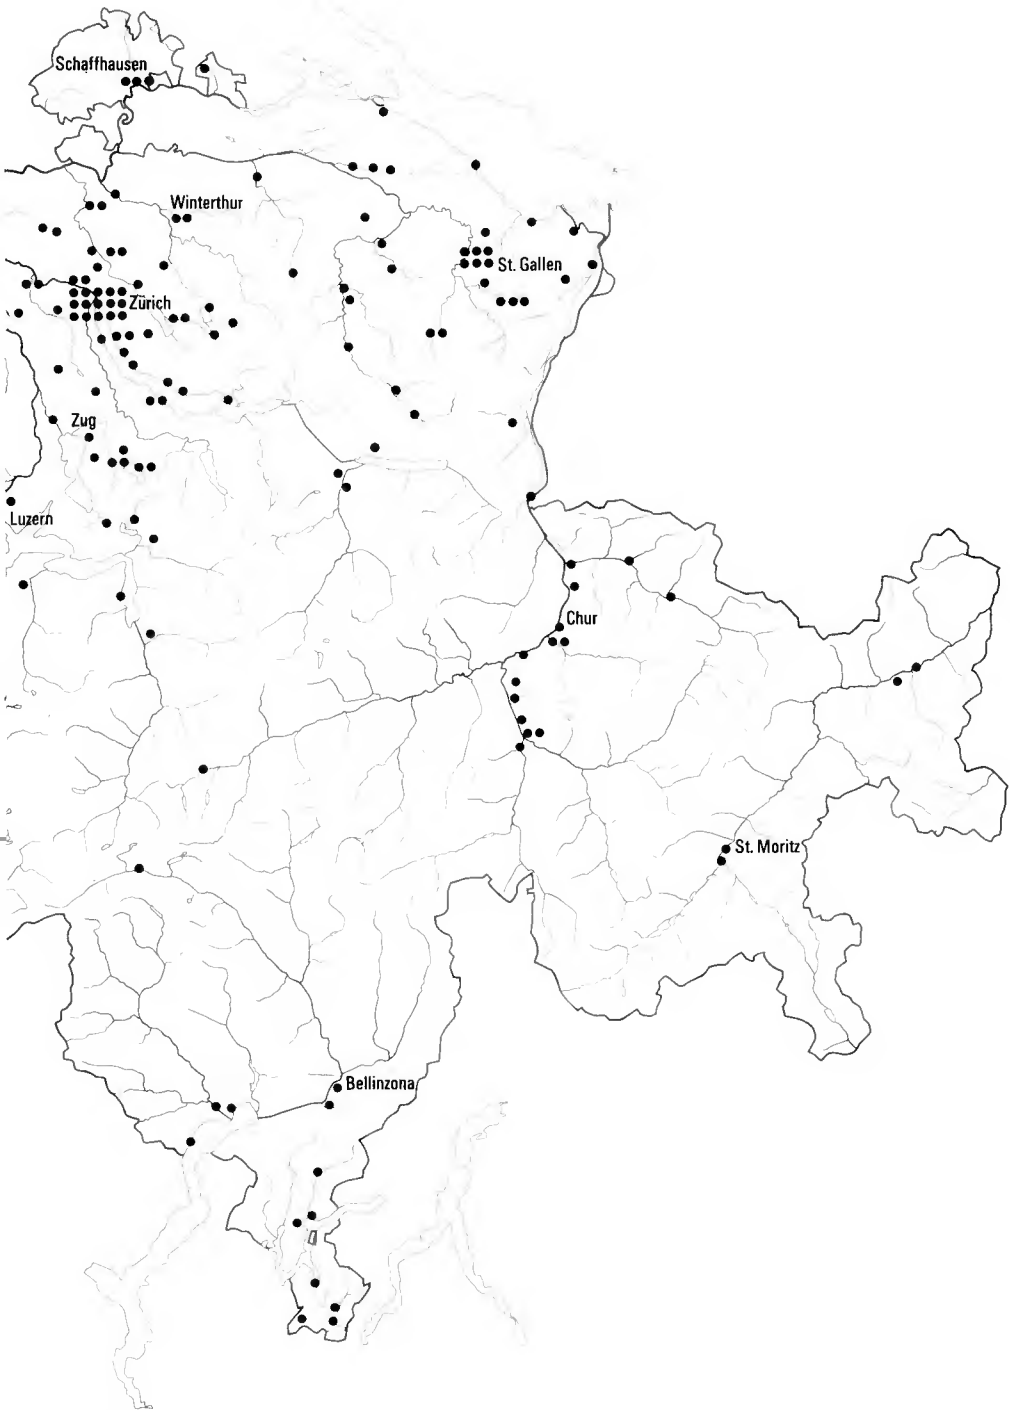 Schaffhausen
Winterthur
St. Gallen
Zürich
Zug
Luzern
Chur
St. Moritz
Bellinzona